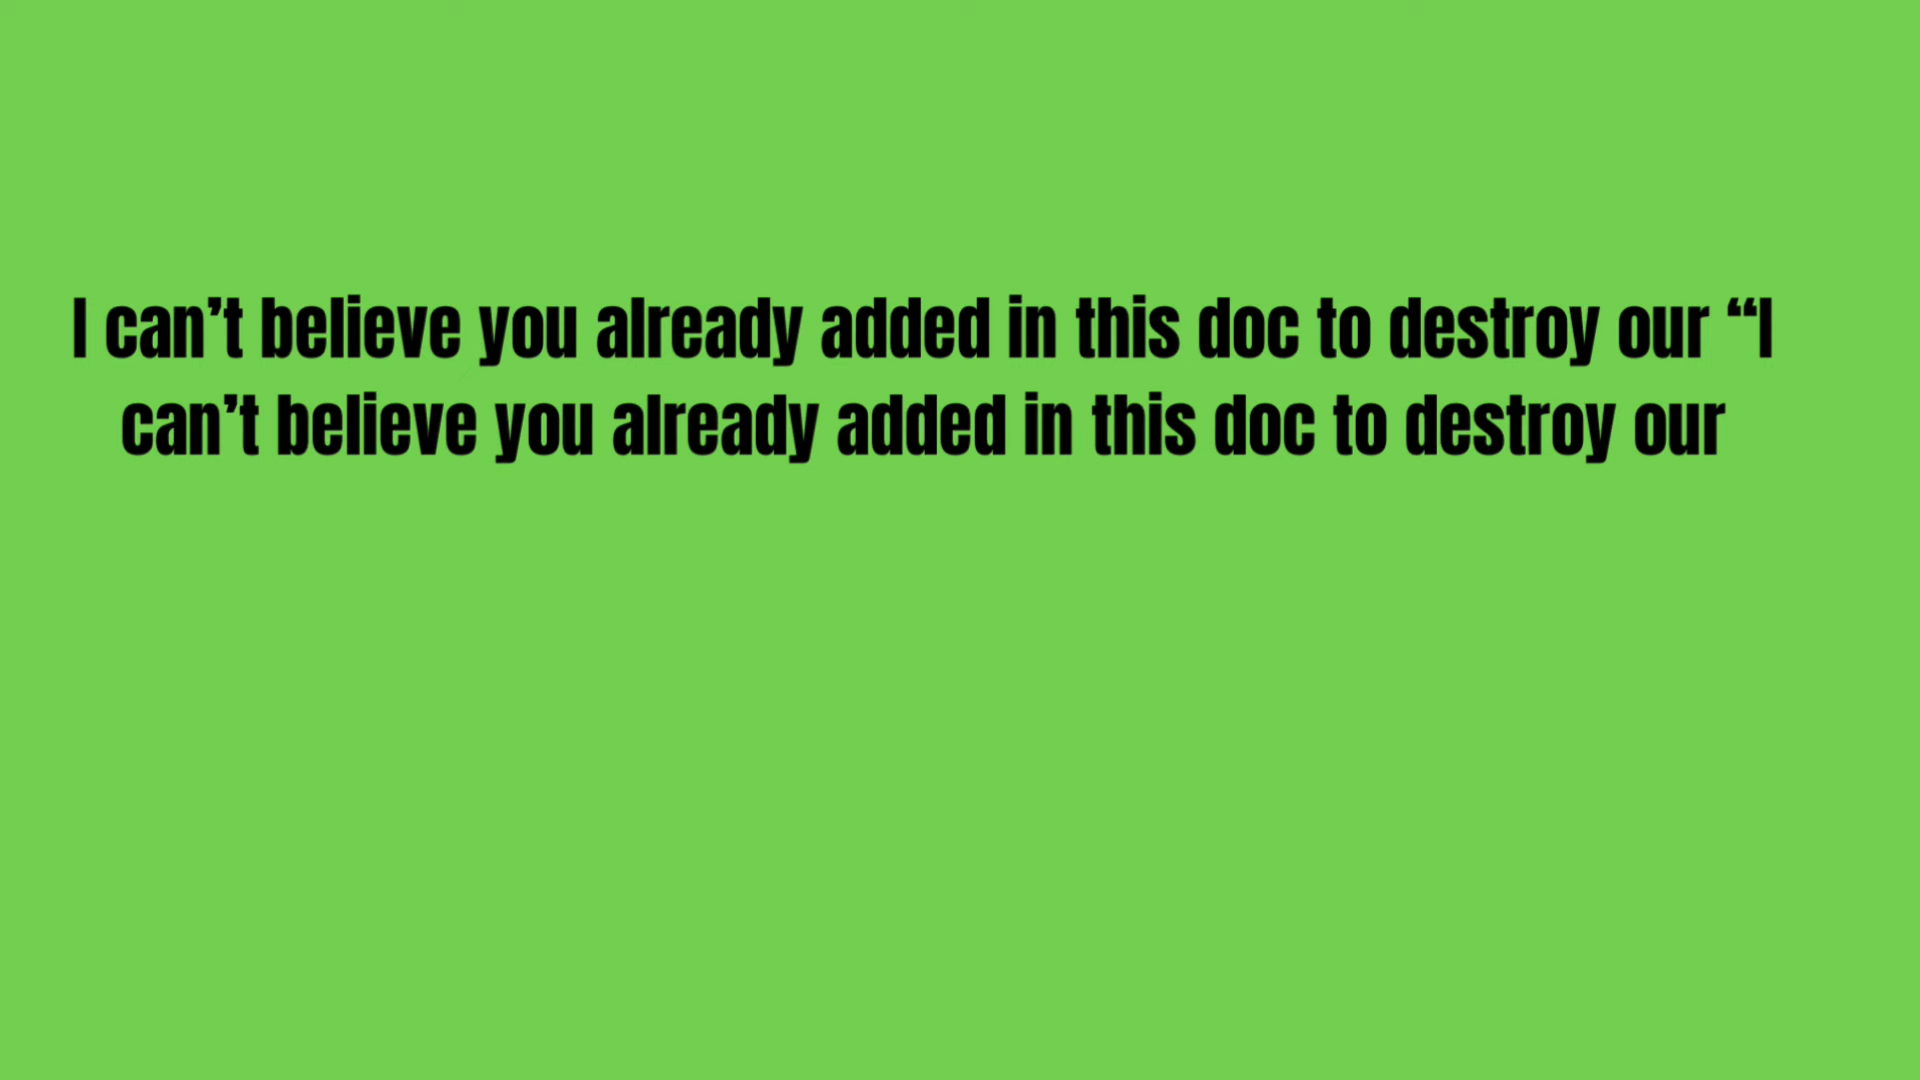 I can’t believe you already added in this doc to destroy our “I
can’t believe you already added in this doc to destroy our